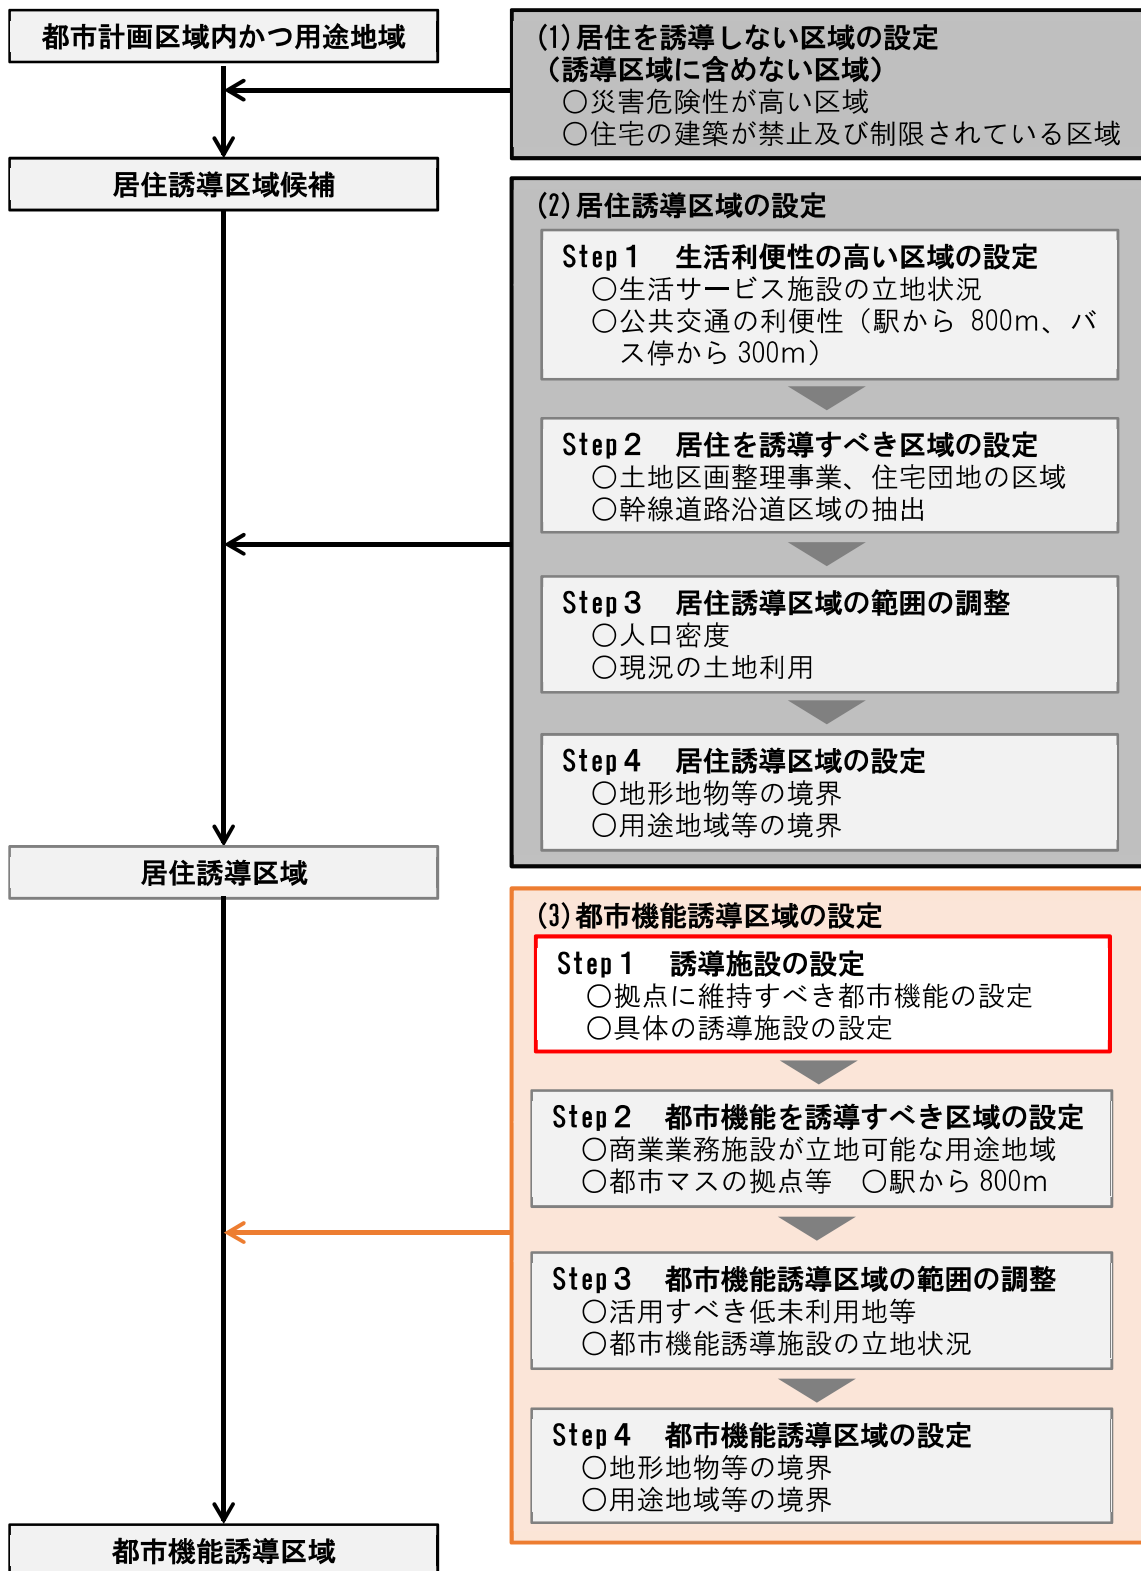 都市計画区域内かつ用途地域
(1)居住を誘導しない区域の設定
（誘導区域に含めない区域）
○災害危険性が高い区域
○住宅の建築が禁止及び制限されている区域
居住誘導区域候補
(2)居住誘導区域の設定
Step１　生活利便性の高い区域の設定
○生活サービス施設の立地状況
○公共交通の利便性（駅から 800m、バ
ス停から 300m）
Step２　居住を誘導すべき区域の設定
○土地区画整理事業、住宅団地の区域
○幹線道路沿道区域の抽出
Step３　居住誘導区域の範囲の調整
○人口密度
○現況の土地利用
Step４　居住誘導区域の設定
○地形地物等の境界
○用途地域等の境界
居住誘導区域
(3)都市機能誘導区域の設定
Step１　誘導施設の設定
○拠点に維持すべき都市機能の設定
○具体の誘導施設の設定
Step２　都市機能を誘導すべき区域の設定
○商業業務施設が立地可能な用途地域
○都市マスの拠点等　○駅から 800m
Step３　都市機能誘導区域の範囲の調整
○活用すべき低未利用地等
○都市機能誘導施設の立地状況
Step４　都市機能誘導区域の設定
○地形地物等の境界
○用途地域等の境界
都市機能誘導区域